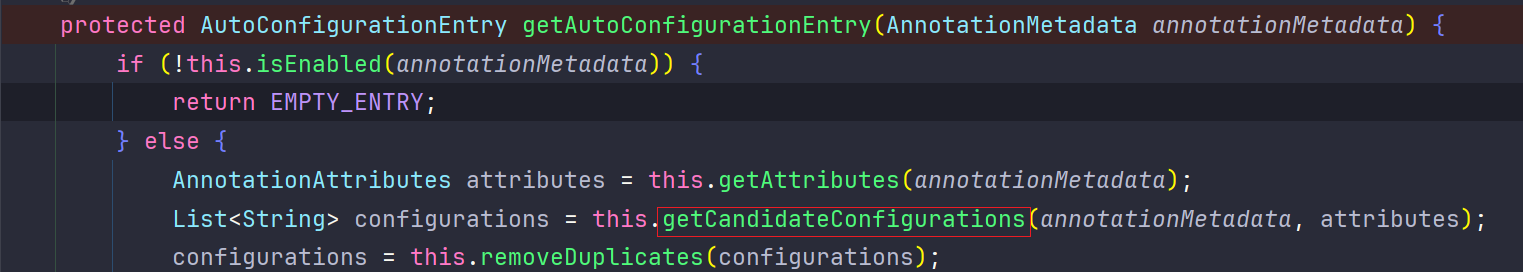 protected AutoConfigurationEntry getAutoConfigurationEntry(AnnotationMetadata annotationMetadata) {
if (!this.isEnabled(annotationMetadata)) {
return EMPTY_ENTRY;
} else {
AnnotationAttributes attributes = this.getAttributes(annotationMetadata);
List<String> configurations = this.getCandidateConfigurations(annotationMetadata, attributes);
configurations = this.removeDuplicates(configurations);